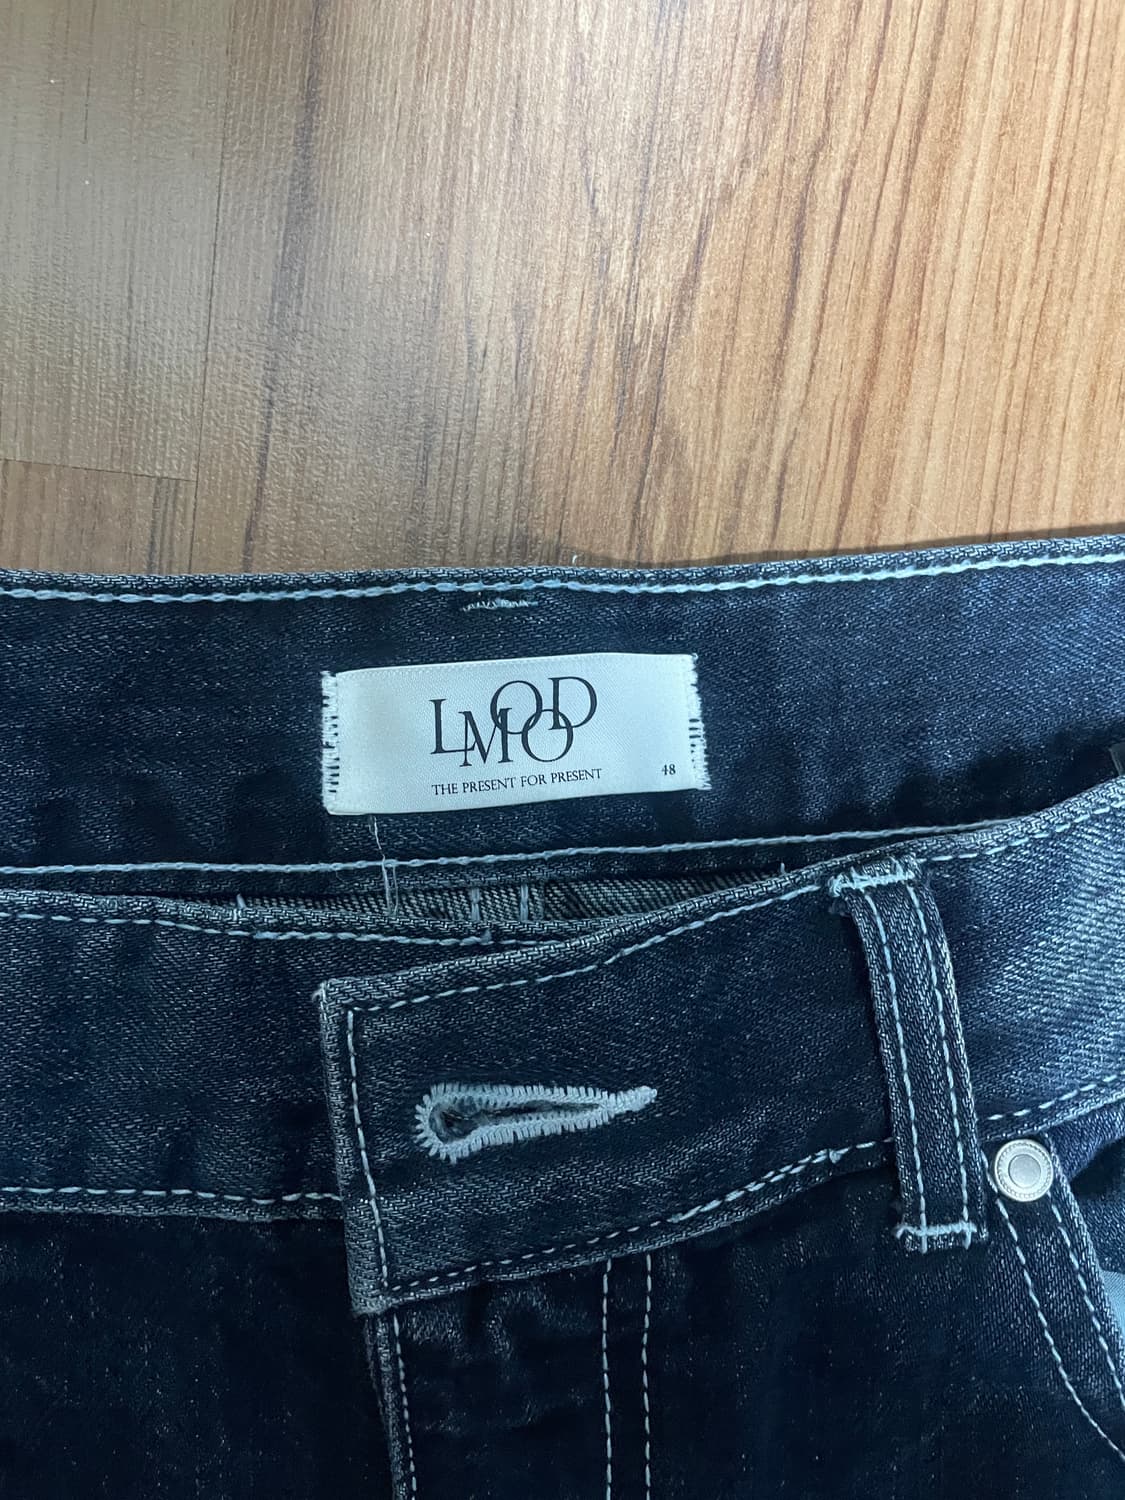 LMOOD
THE PRESENT FOR PRESENT
48